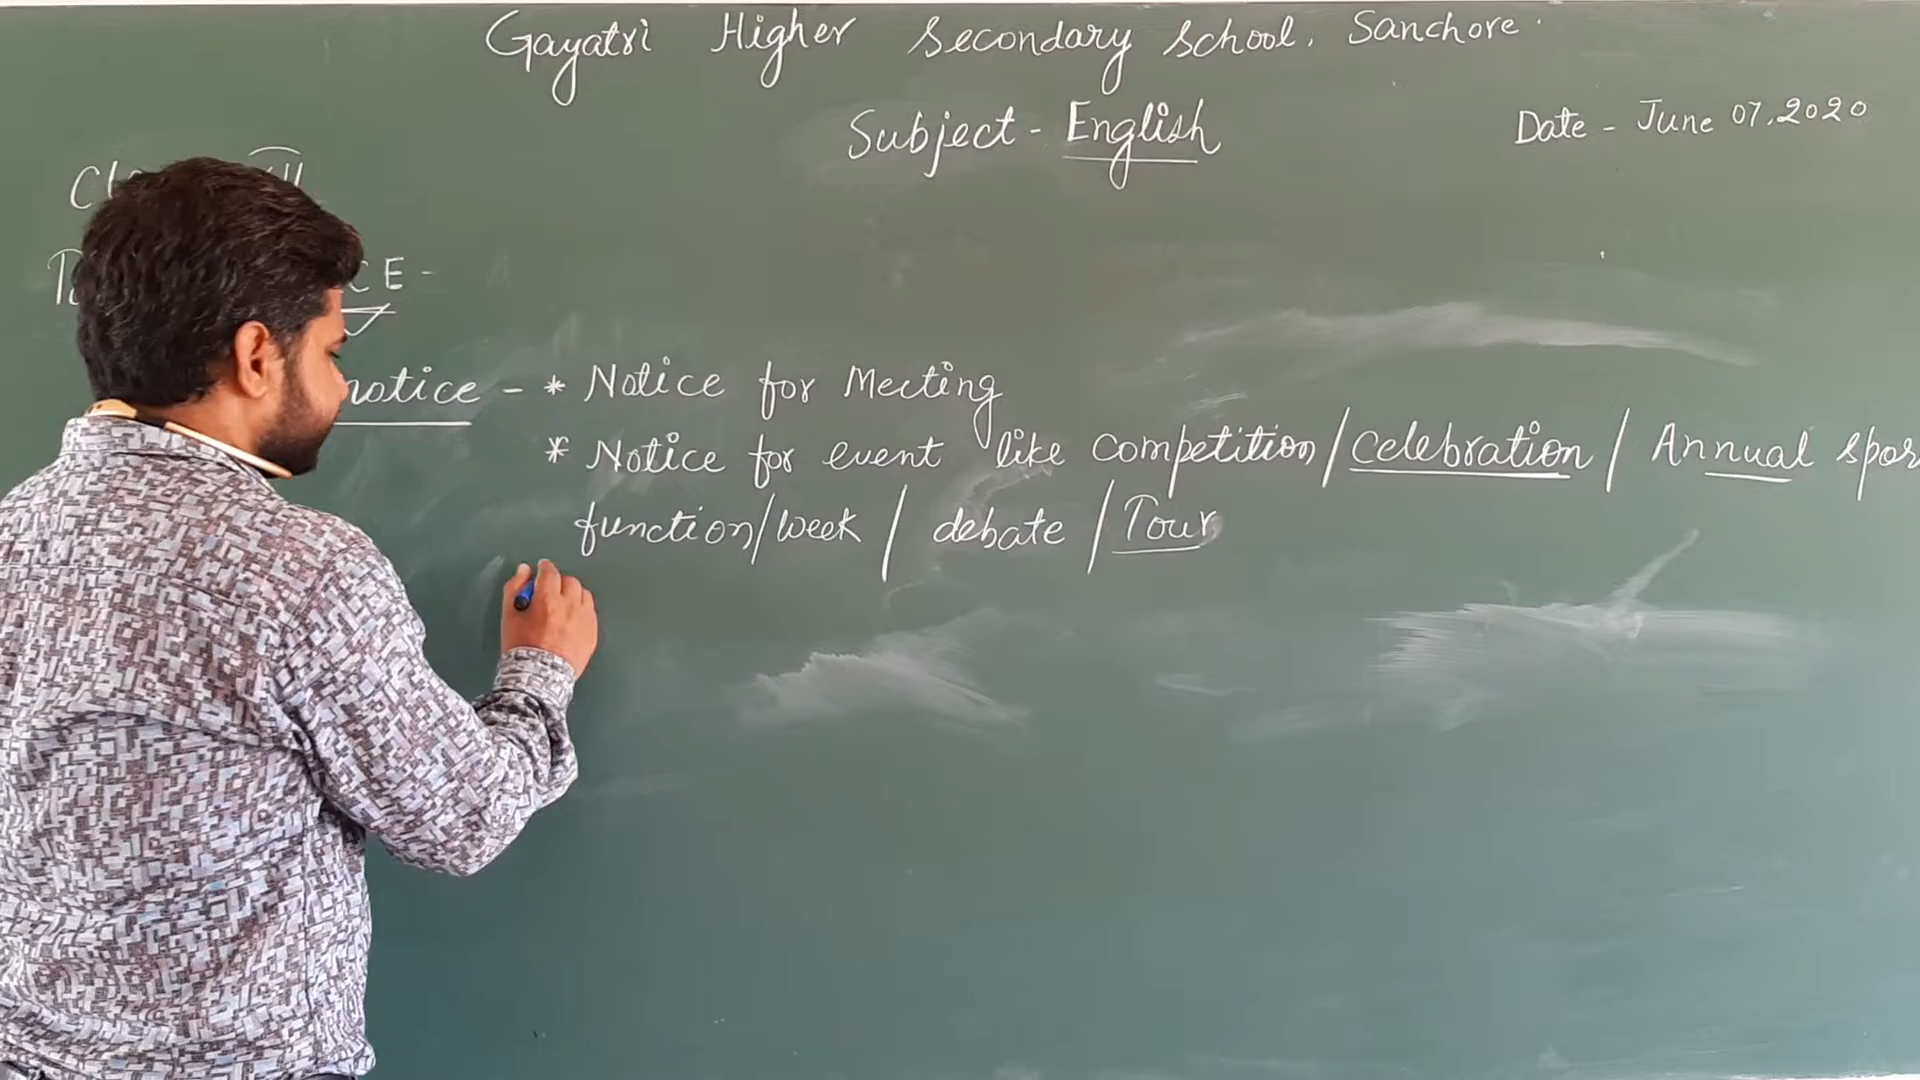 Gayatri Higher Secondary School, Sanchore.
Subject - English
Date - June 07, 2020
notice - * Notice for Meeting
* Notice for event like competition / celebration / Annual
function/week / debate / Tour